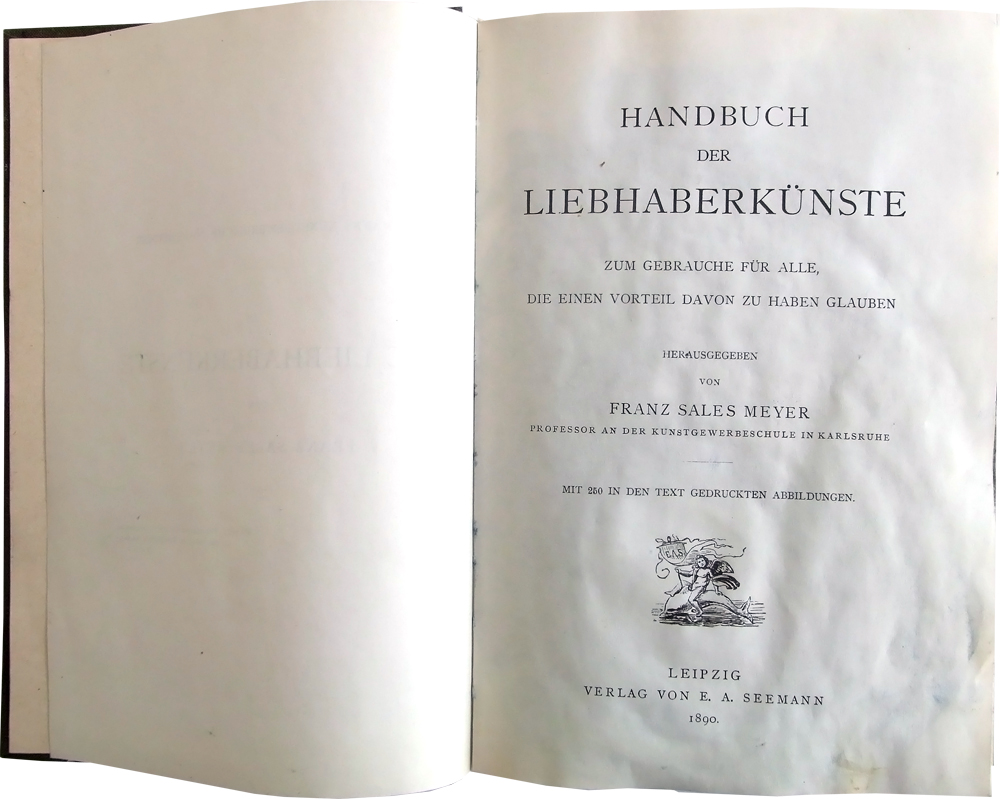 HANDBUCH
DER
LIEBHABERKÜNSTE
ZUM GEBRAUCHE FÜR ALLE,
DIE EINEN VORTEIL DAVON ZU HABEN GLAUBEN
HERAUSGEGEBEN
VON
FRANZ SALES MEYER
PROFESSOR AN DER KUNSTGEWERBESCHULE IN KARLSRUHE
MIT 250 IN DEN TEXT GEDRUCKTEN ABBILDUNGEN.
E.A.S
LEIPZIG
VERLAG VON E. A. SEEMANN
1890.